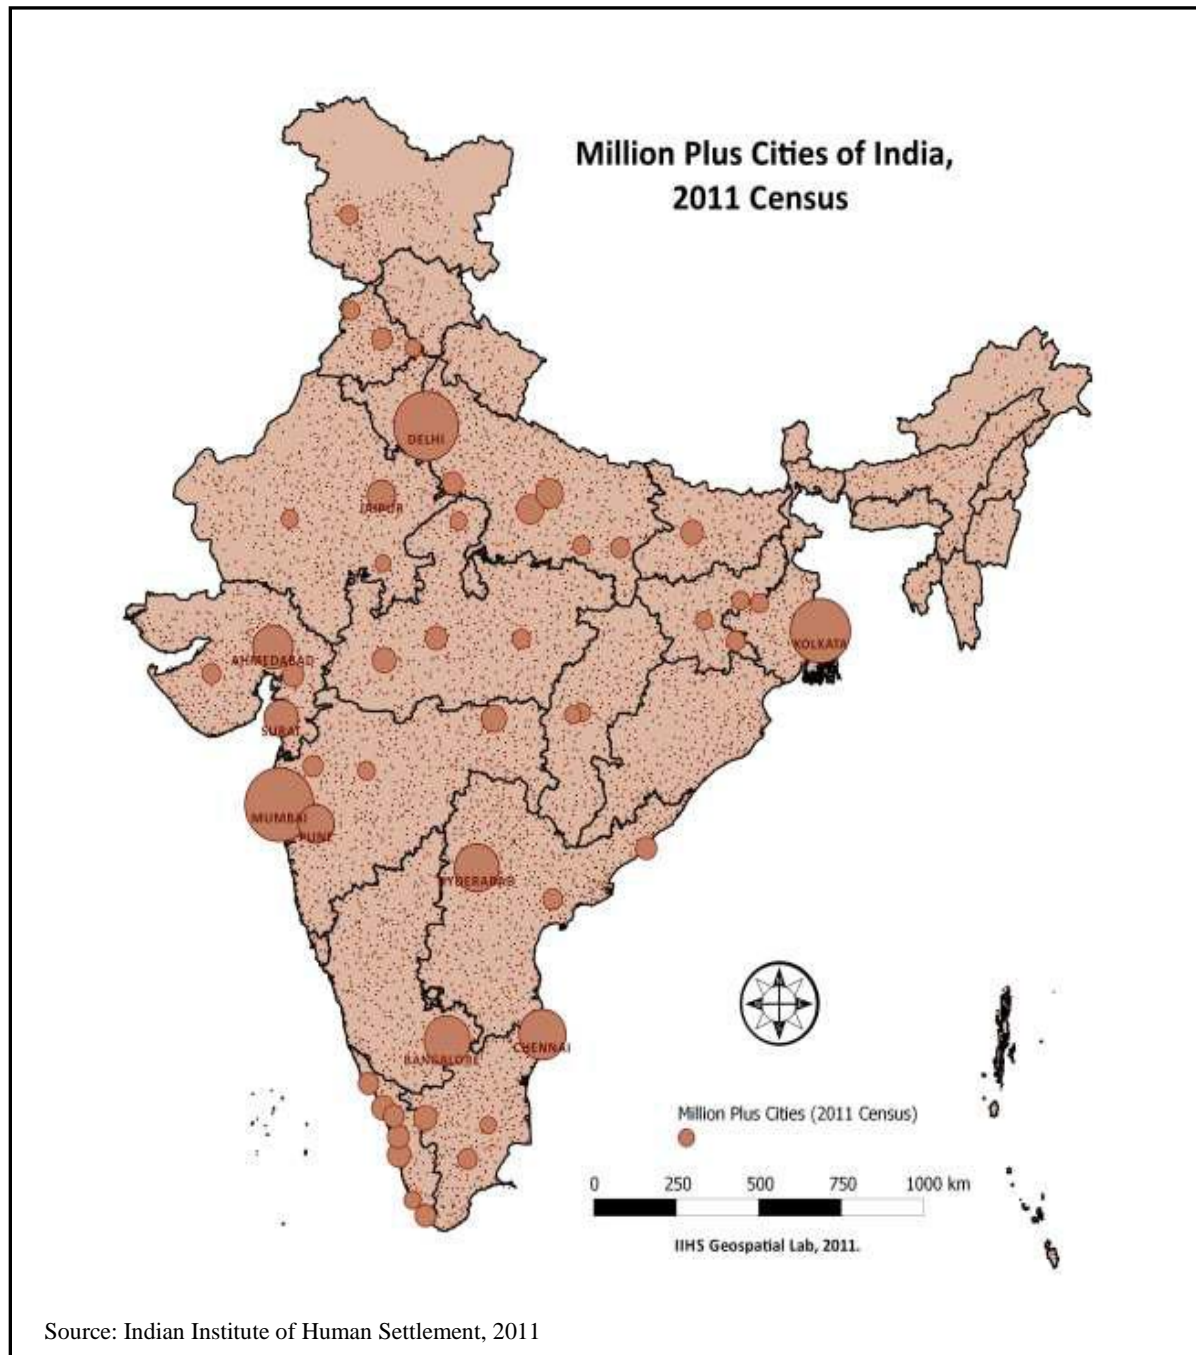 Million Plus Cities of India,
2011 Census
DELHI
JAIPUR
AHMEDABAD
KOLKATA
SURAT
MUMBAI
PUNE
HYDERABAD
BANGALORE
CHENNAI
Million Plus Cities (2011 Census)
0 250 500 750 1000 km
IIHS Geospatial Lab, 2011.
Source: Indian Institute of Human Settlement, 2011